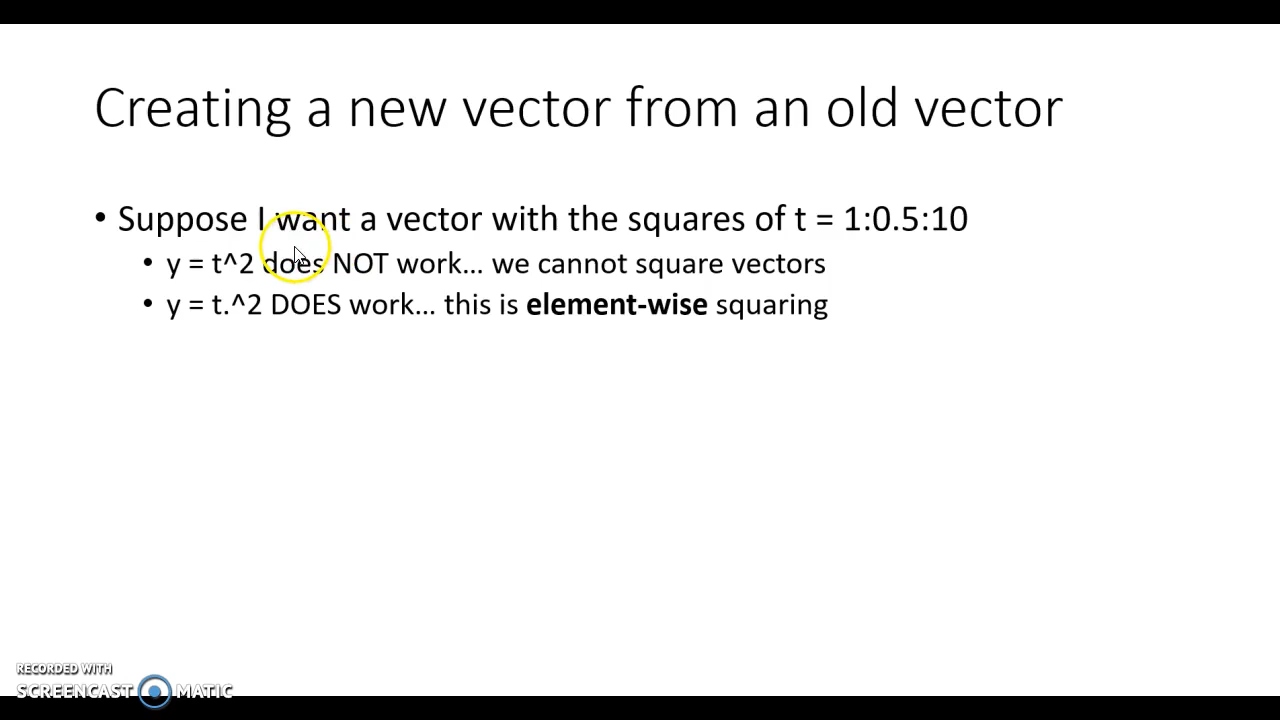 Creating a new vector from an old vector
• Suppose I want a vector with the squares of t = 1:0.5:10
• y = t^2 does NOT work... we cannot square vectors
• y = t.^2 DOES work... this is element-wise squaring
RECORDED WITH
SCREENCAST MATIC